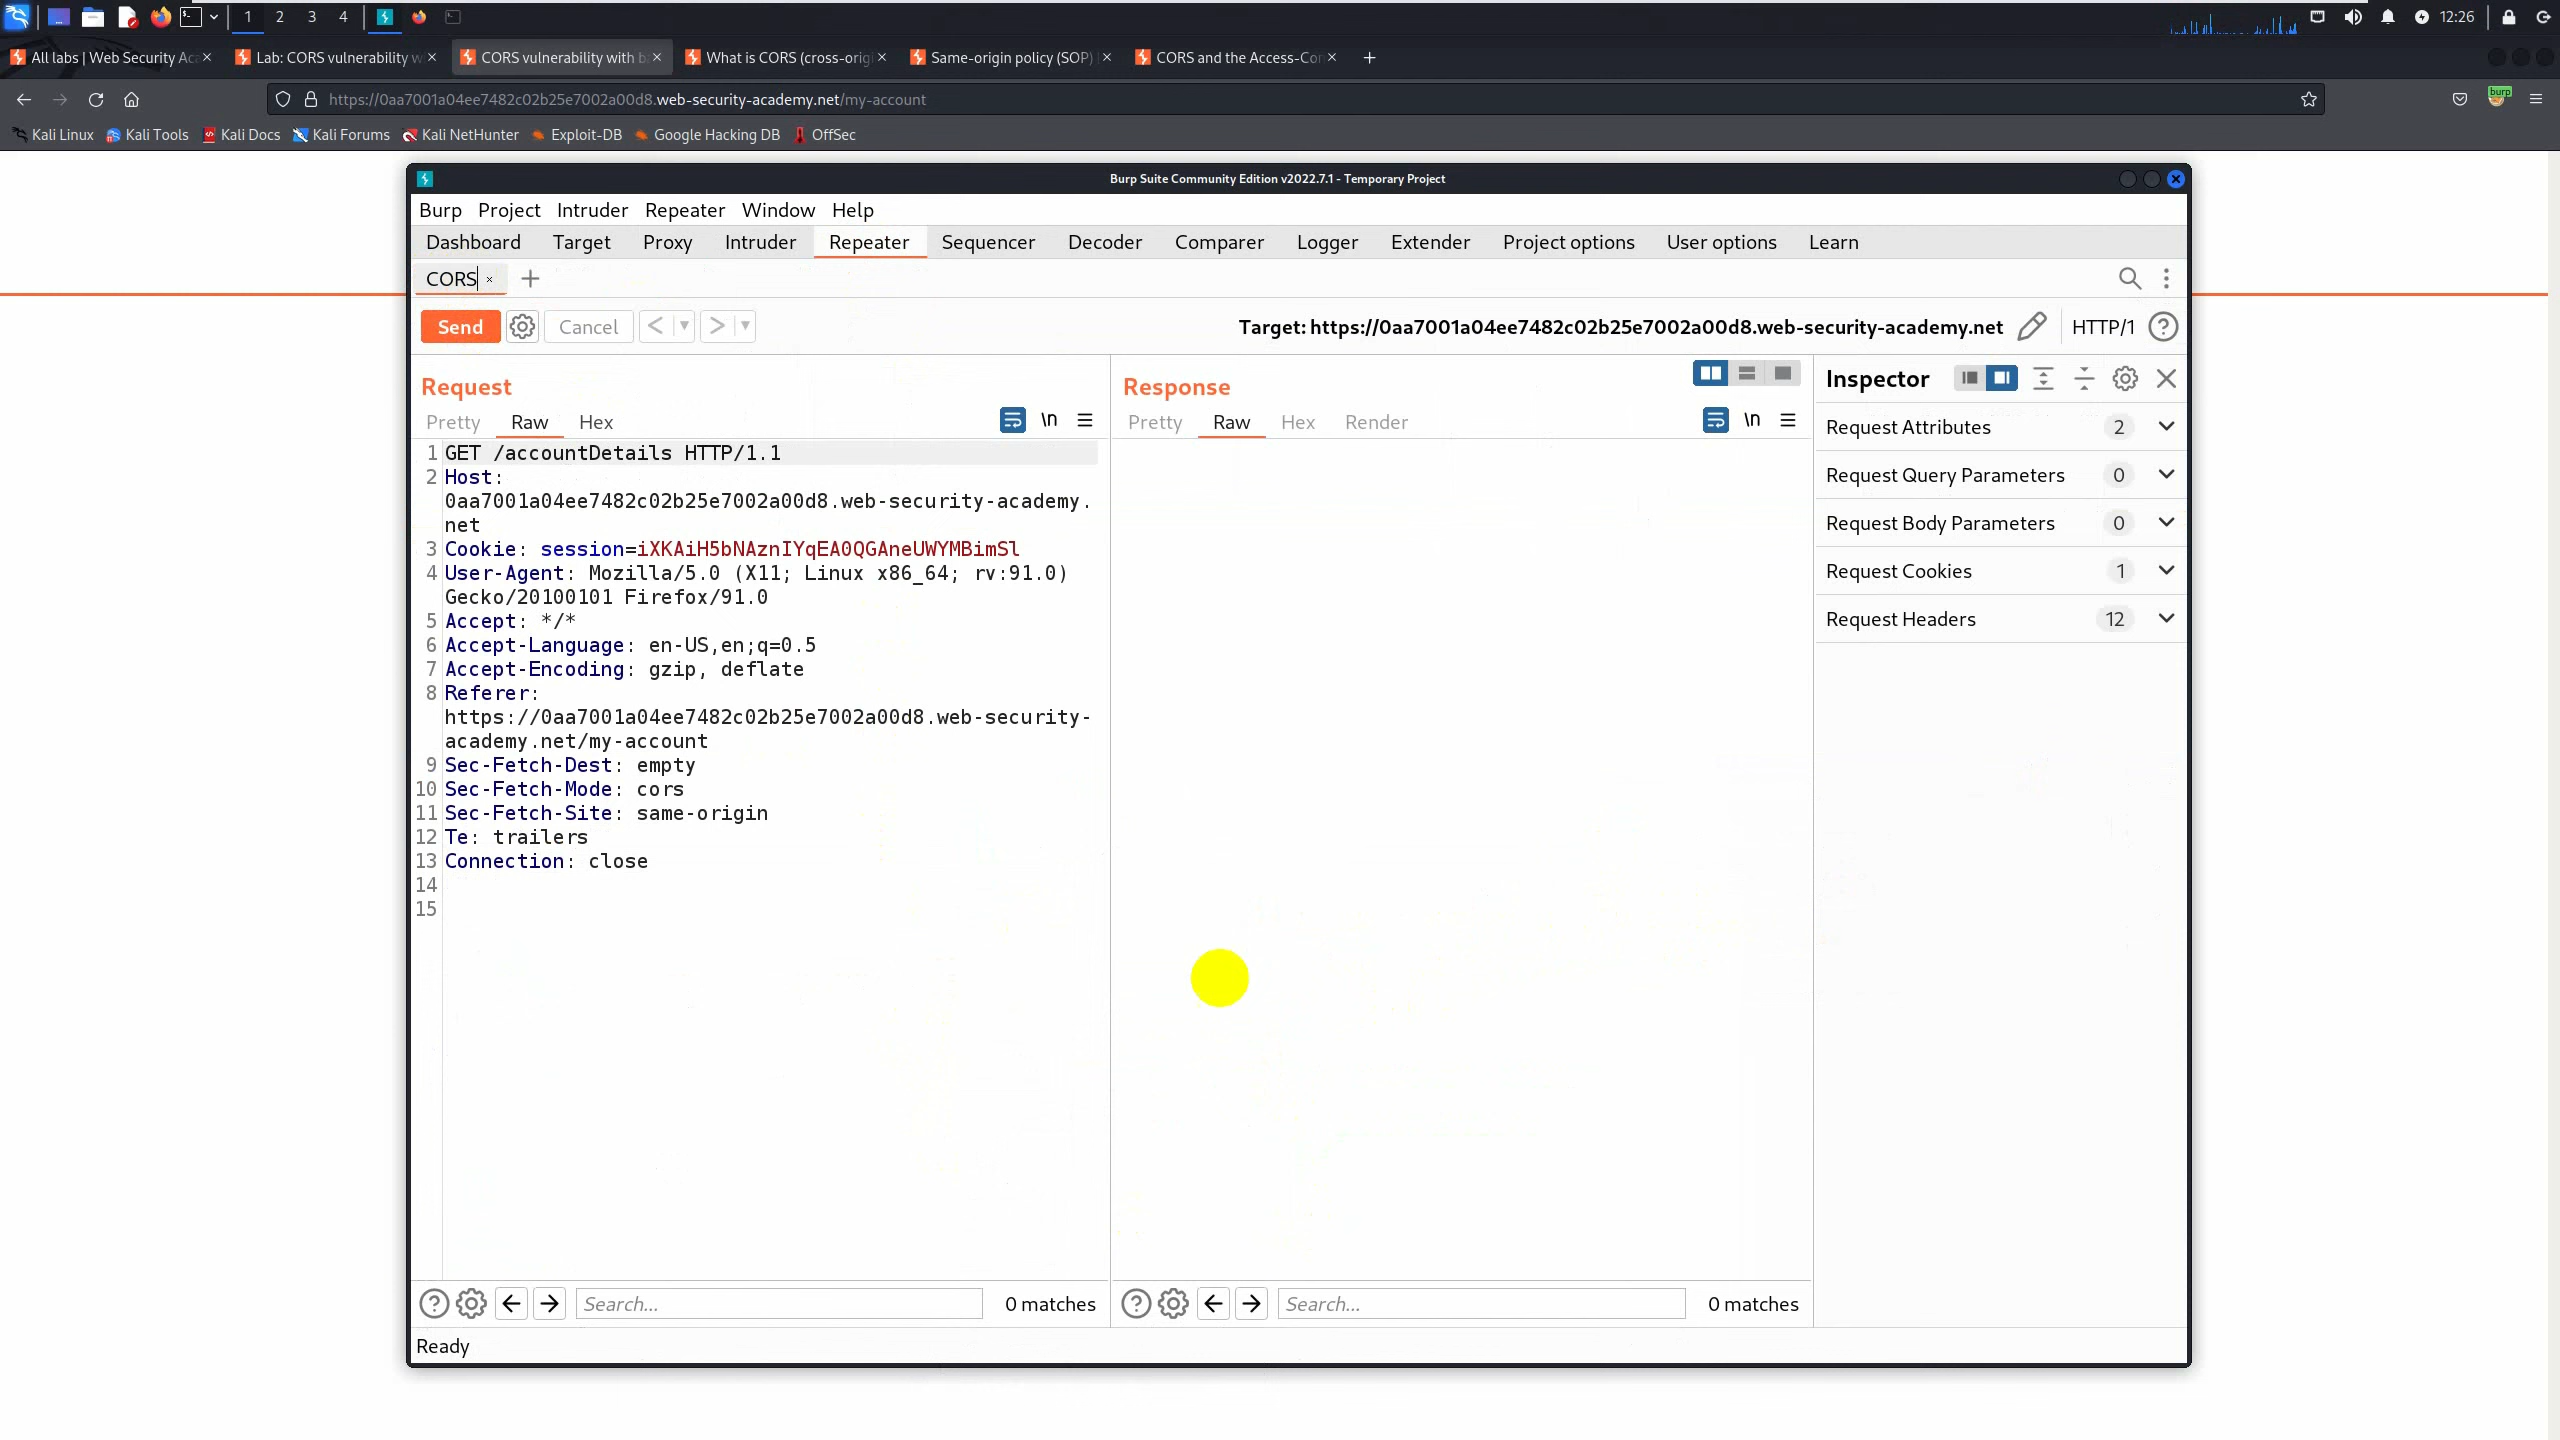 1 2 3 4 12:26
All labs | Web Security Ac
Lab: CORS vulnerability w
CORS vulnerability with b
What is CORS (cross-orig
Same-origin policy (SOP)
CORS and the Access-Con
https://0aa7001a04ee7482c02b25e7002a00d8.web-security-academy.net/my-account
burp
Kali Linux Kali Tools Kali Docs Kali Forums Kali NetHunter Exploit-DB Google Hacking DB OffSec
Burp Suite Community Edition v2022.7.1 - Temporary Project
Burp Project Intruder Repeater Window Help
Dashboard Target Proxy Intruder Repeater Sequencer Decoder Comparer Logger Extender Project options User options Learn
CORS ×
Send Cancel < > Target: https://0aa7001a04ee7482c02b25e7002a00d8.web-security-academy.net HTTP/1 ?
Request
Pretty Raw Hex \n
1 GET /accountDetails HTTP/1.1
2 Host:
0aa7001a04ee7482c02b25e7002a00d8.web-security-academy.
net
3 Cookie: session=iXKAiH5bNAznIYqEA0QGAneUWYMBimSl
4 User-Agent: Mozilla/5.0 (X11; Linux x86_64; rv:91.0)
Gecko/20100101 Firefox/91.0
5 Accept: */*
6 Accept-Language: en-US,en;q=0.5
7 Accept-Encoding: gzip, deflate
8 Referer:
https://0aa7001a04ee7482c02b25e7002a00d8.web-security-
academy.net/my-account
9 Sec-Fetch-Dest: empty
10 Sec-Fetch-Mode: cors
11 Sec-Fetch-Site: same-origin
12 Te: trailers
13 Connection: close
14
15
Search... 0 matches
Response
Pretty Raw Hex Render \n
Search... 0 matches
Inspector
Request Attributes 2
Request Query Parameters 0
Request Body Parameters 0
Request Cookies 1
Request Headers 12
Ready